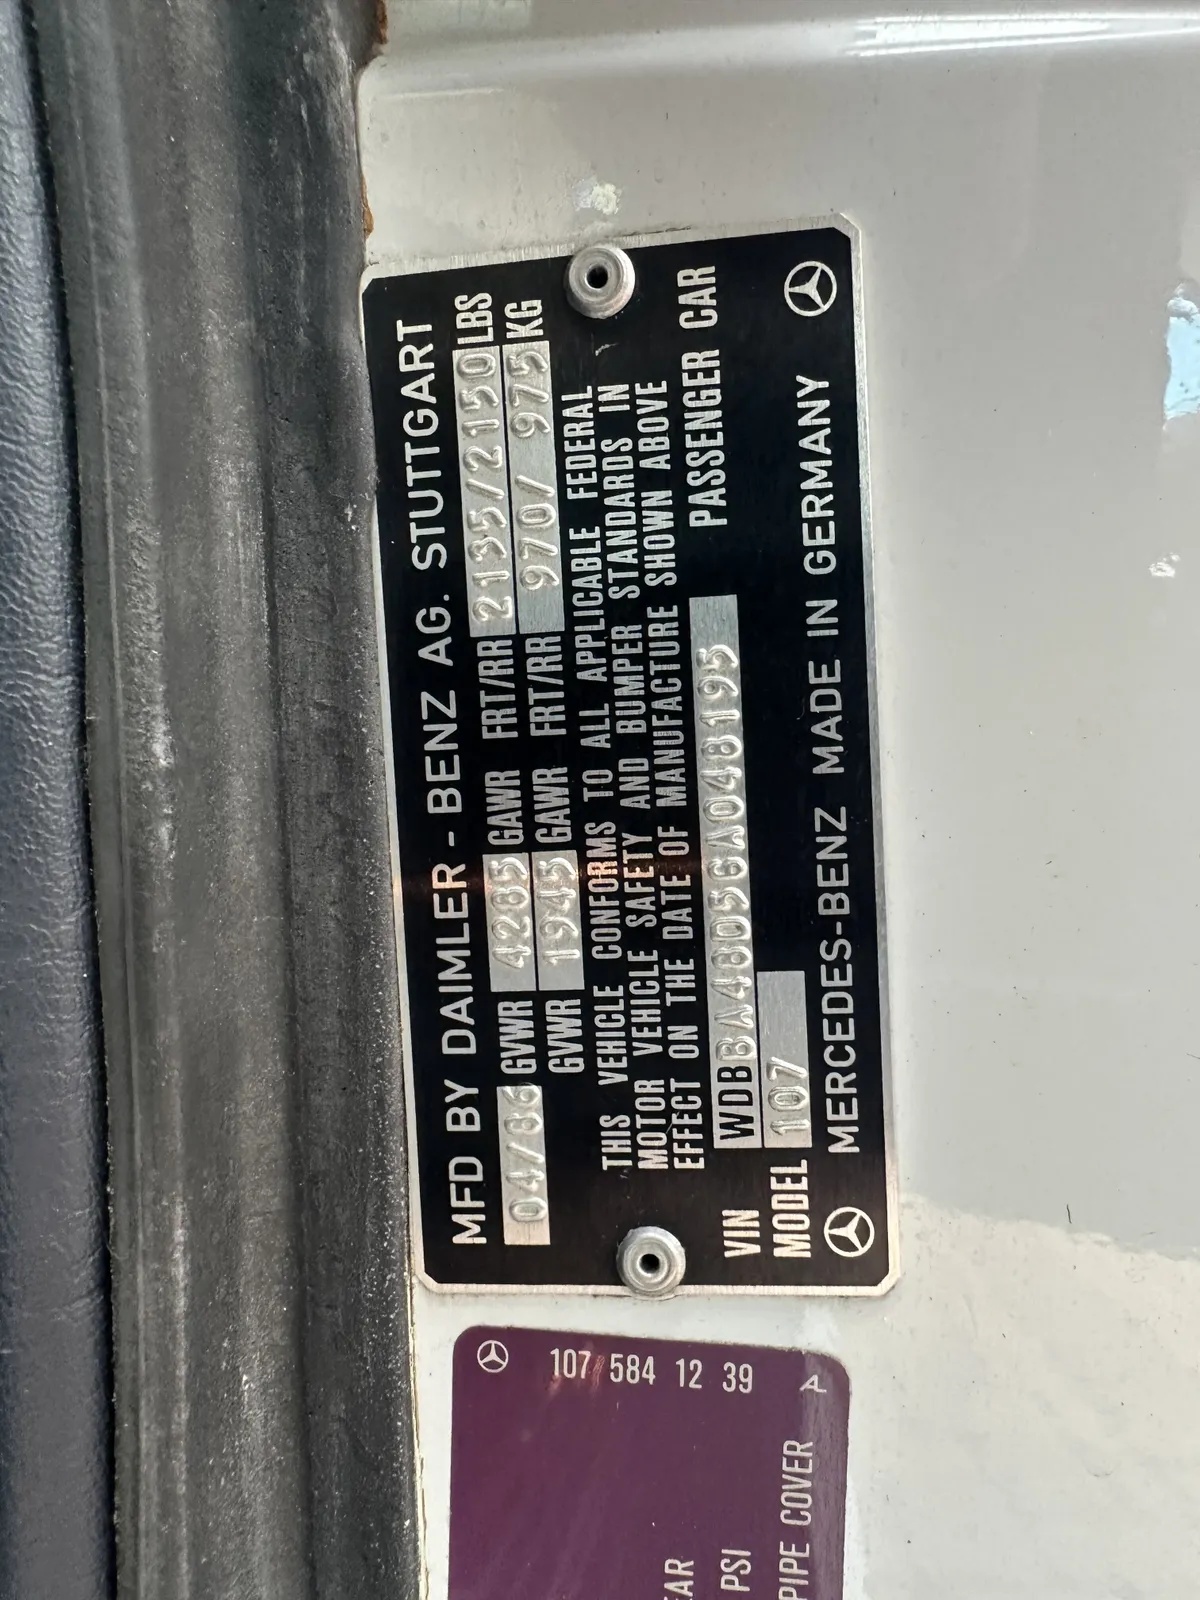 MFD BY DAIMLER - BENZ AG. STUTTGART
04/86 GVWR 4285 GAWR FRT/RR 2135/2150 LBS
GVWR 1945 GAWR FRT/RR 970/ 975 KG
THIS VEHICLE CONFORMS TO ALL APPLICABLE FEDERAL
MOTOR VEHICLE SAFETY AND BUMPER STANDARDS IN
EFFECT ON THE DATE OF MANUFACTURE SHOWN ABOVE
VIN WDBBA48D5GA048195 PASSENGER CAR
MODEL 107
MERCEDES-BENZ MADE IN GERMANY
107 584 12 39 A
EAR
PSI
PIPE COVER